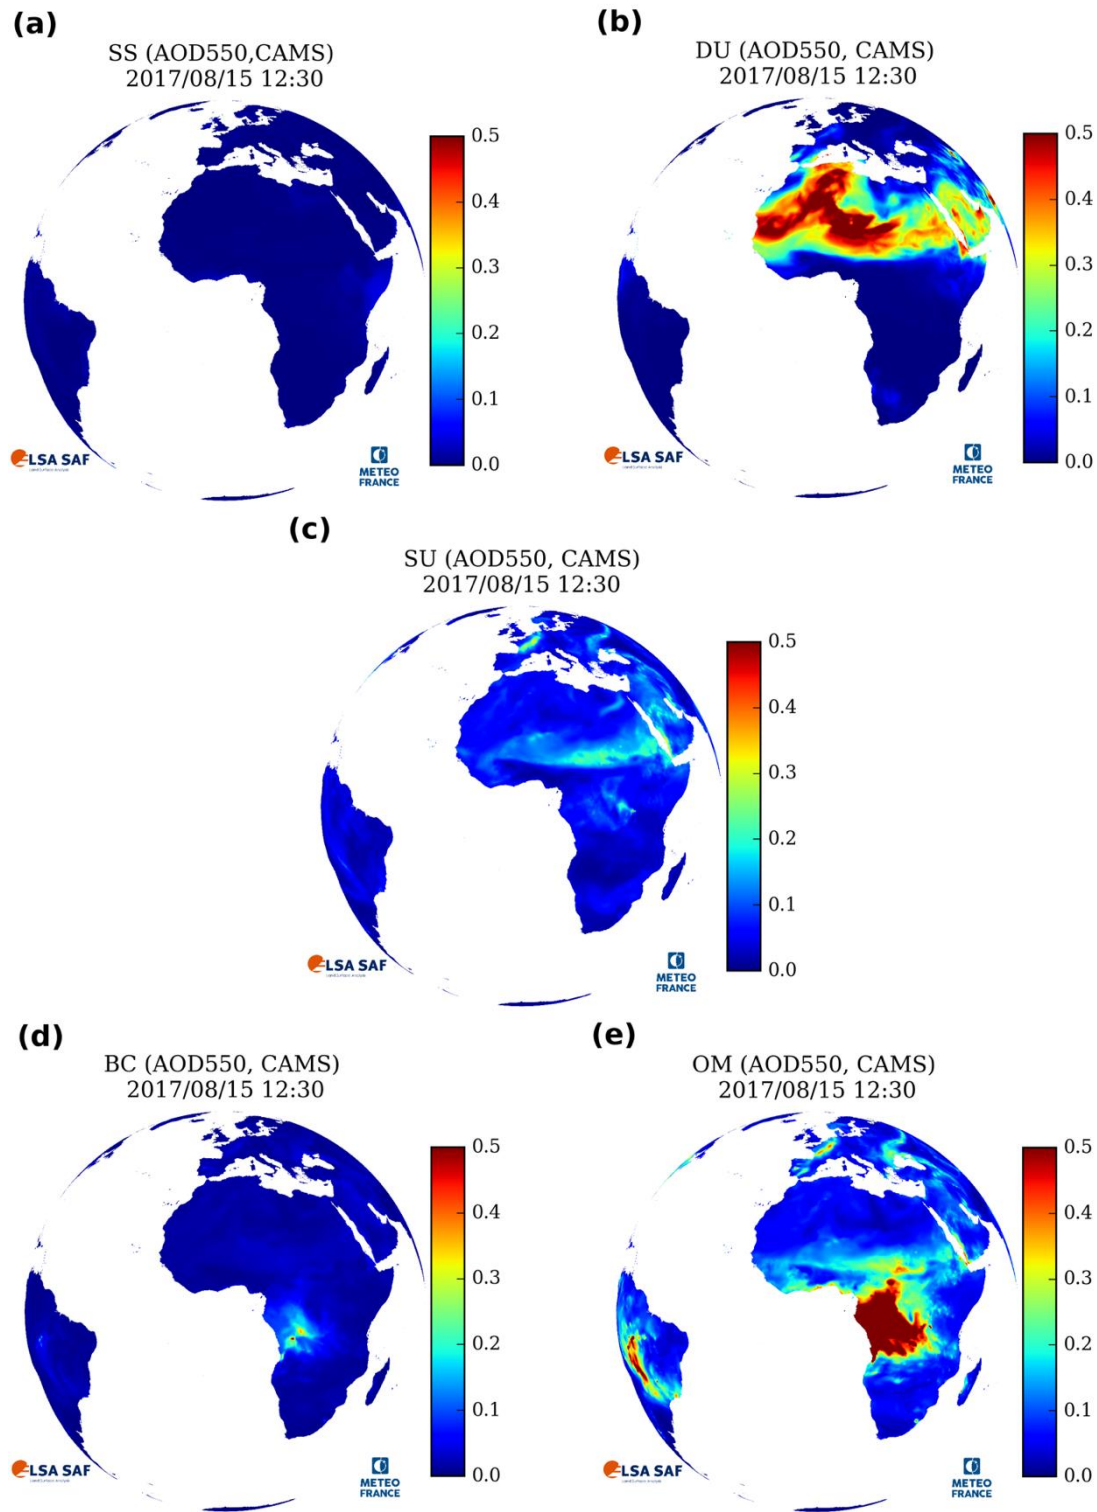 (a)
SS (AOD550,CAMS)
2017/08/15 12:30
0.5
0.4
0.3
0.2
0.1
0.0
LSA SAF
METEO
FRANCE
(b)
DU (AOD550, CAMS)
2017/08/15 12:30
0.5
0.4
0.3
0.2
0.1
0.0
LSA SAF
METEO
FRANCE
(c)
SU (AOD550, CAMS)
2017/08/15 12:30
0.5
0.4
0.3
0.2
0.1
0.0
LSA SAF
METEO
FRANCE
(d)
BC (AOD550, CAMS)
2017/08/15 12:30
0.5
0.4
0.3
0.2
0.1
0.0
LSA SAF
METEO
FRANCE
(e)
OM (AOD550, CAMS)
2017/08/15 12:30
0.5
0.4
0.3
0.2
0.1
0.0
LSA SAF
METEO
FRANCE